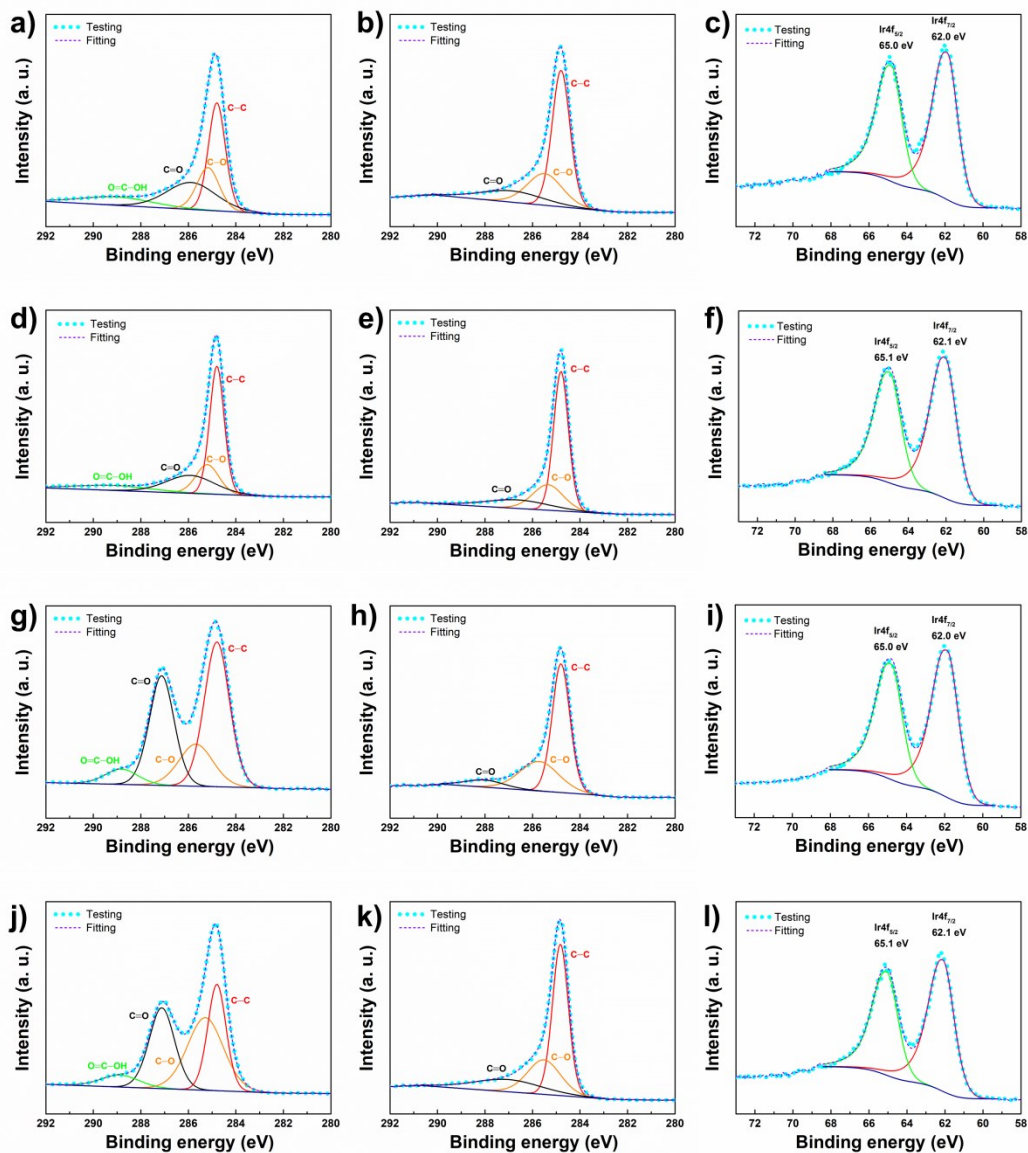 a)
Testing
Fitting
C–C
C=O
C–O
O=C–OH
Intensity (a. u.)
292 290 288 286 284 282 280
Binding energy (eV)
b)
Testing
Fitting
C–C
C=O
C–O
Intensity (a. u.)
292 290 288 286 284 282 280
Binding energy (eV)
c)
Testing
Fitting
Ir4f5/2
65.0 eV
Ir4f7/2
62.0 eV
Intensity (a. u.)
72 70 68 66 64 62 60 58
Binding energy (eV)
d)
Testing
Fitting
C–C
C=O
C–O
O=C–OH
Intensity (a. u.)
292 290 288 286 284 282 280
Binding energy (eV)
e)
Testing
Fitting
C–C
C=O
C–O
Intensity (a. u.)
292 290 288 286 284 282 280
Binding energy (eV)
f)
Testing
Fitting
Ir4f5/2
65.1 eV
Ir4f7/2
62.1 eV
Intensity (a. u.)
72 70 68 66 64 62 60 58
Binding energy (eV)
g)
Testing
Fitting
C–C
C=O
C–O
O=C–OH
Intensity (a. u.)
292 290 288 286 284 282 280
Binding energy (eV)
h)
Testing
Fitting
C–C
C=O
C–O
Intensity (a. u.)
292 290 288 286 284 282 280
Binding energy (eV)
i)
Testing
Fitting
Ir4f5/2
65.0 eV
Ir4f7/2
62.0 eV
Intensity (a. u.)
72 70 68 66 64 62 60 58
Binding energy (eV)
j)
Testing
Fitting
C–C
C=O
C–O
O=C–OH
Intensity (a. u.)
292 290 288 286 284 282 280
Binding energy (eV)
k)
Testing
Fitting
C–C
C=O
C–O
Intensity (a. u.)
292 290 288 286 284 282 280
Binding energy (eV)
l)
Testing
Fitting
Ir4f5/2
65.1 eV
Ir4f7/2
62.1 eV
Intensity (a. u.)
72 70 68 66 64 62 60 58
Binding energy (eV)